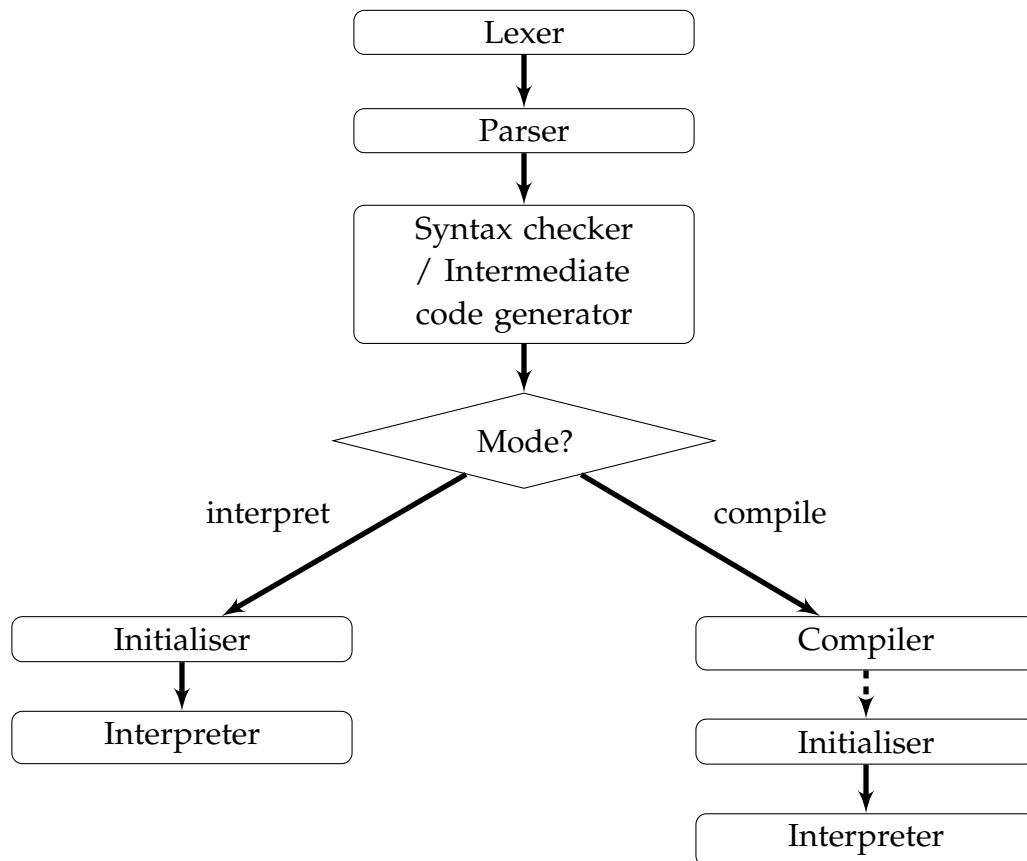 Lexer
Parser
Syntax checker
/ Intermediate
code generator
Mode?
interpret
compile
Initialiser
Compiler
Interpreter
Initialiser
Interpreter